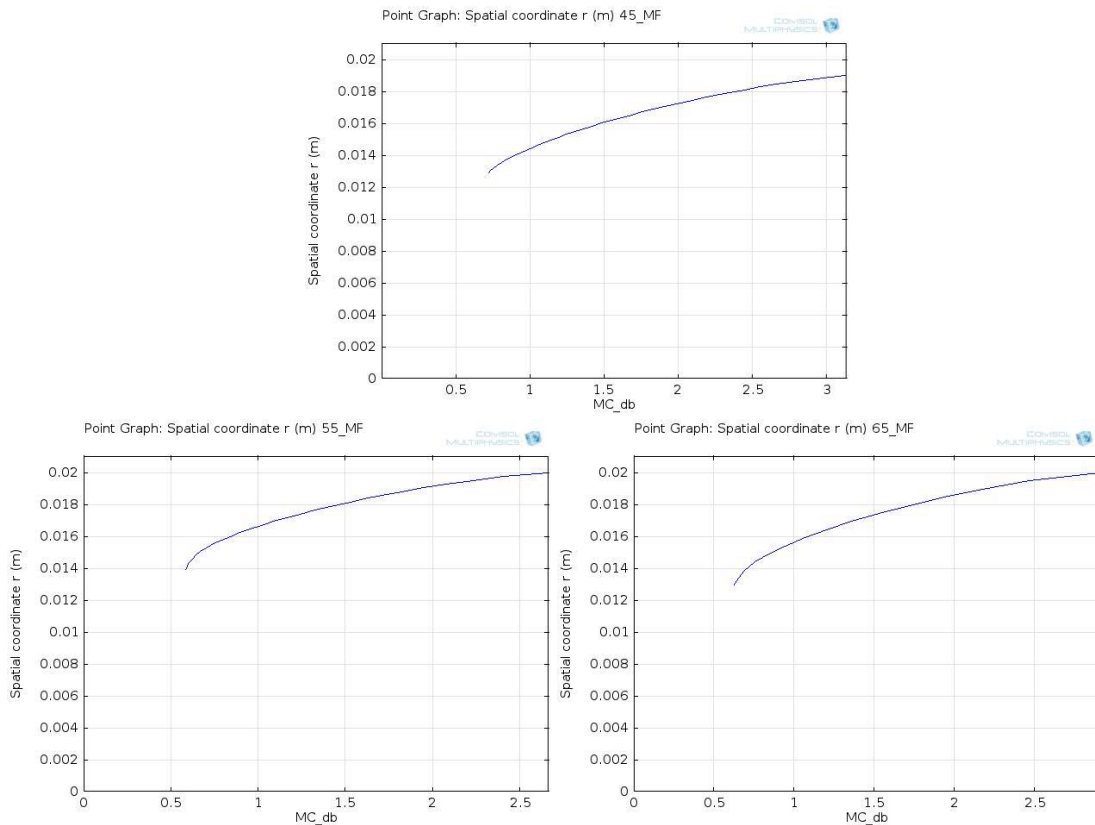 Point Graph: Spatial coordinate r (m) 45_MF
COMSOL
MULTIPHYSICS
0.02
0.018
0.016
0.014
0.012
0.01
0.008
0.006
0.004
0.002
0
Spatial coordinate r (m)
0.5 1 1.5 2 2.5 3
MC_db
Point Graph: Spatial coordinate r (m) 55_MF
COMSOL
MULTIPHYSICS
0.02
0.018
0.016
0.014
0.012
0.01
0.008
0.006
0.004
0.002
0
Spatial coordinate r (m)
0 0.5 1 1.5 2 2.5
MC_db
Point Graph: Spatial coordinate r (m) 65_MF
COMSOL
MULTIPHYSICS
0.02
0.018
0.016
0.014
0.012
0.01
0.008
0.006
0.004
0.002
0
Spatial coordinate r (m)
0 0.5 1 1.5 2 2.5
MC_db